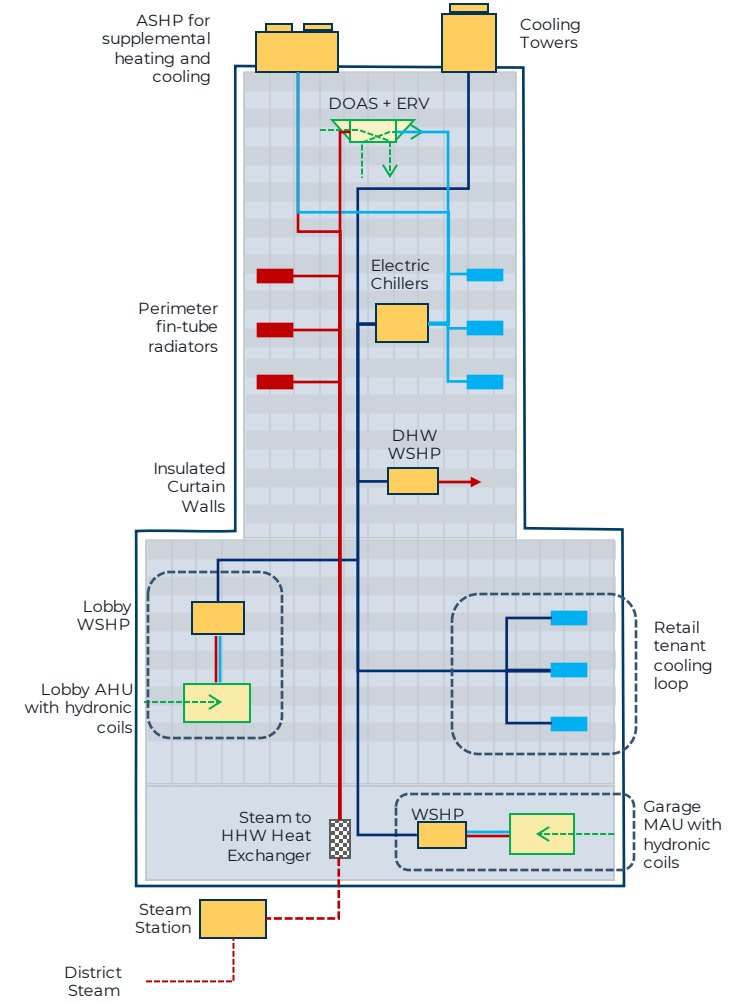 ASHP for
supplemental
heating and
cooling
Cooling
Towers
DOAS + ERV
Electric
Chillers
Perimeter
fin-tube
radiators
DHW
WSHP
Insulated
Curtain
Walls
Lobby
WSHP
Retail
tenant
cooling
loop
Lobby AHU
with hydronic
coils
Steam to
HHW Heat
Exchanger
WSHP
Garage
MAU with
hydronic
coils
Steam
Station
District
Steam